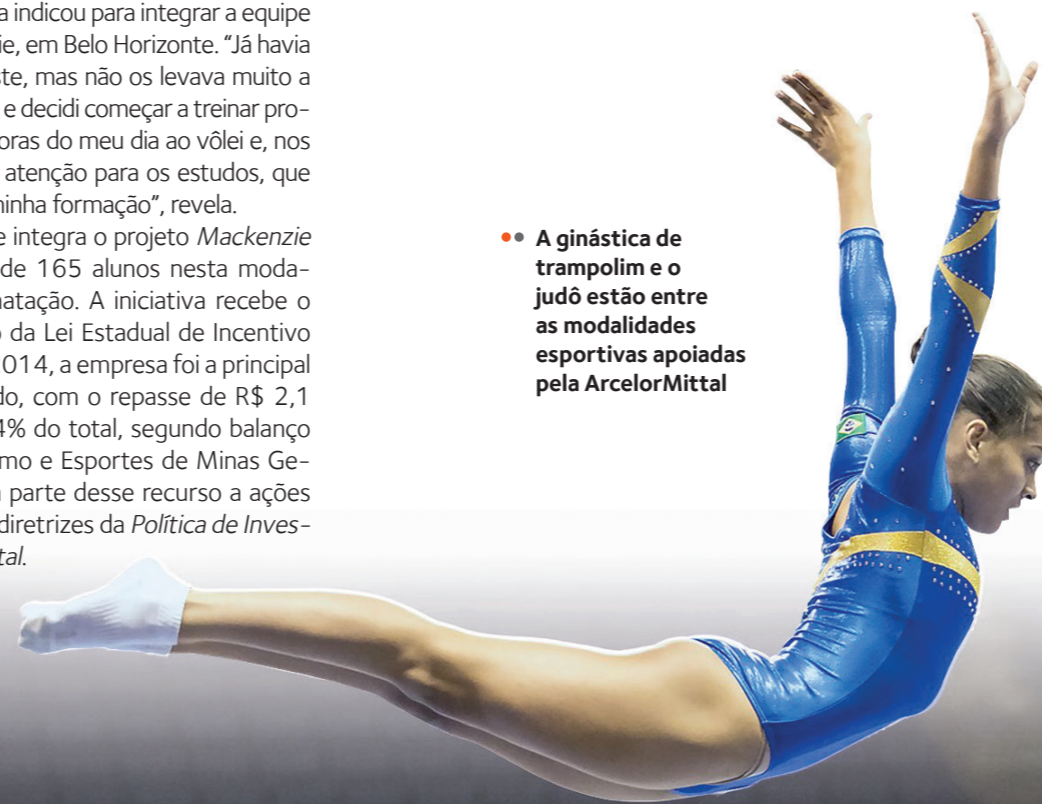 a indicou para integrar a equipe
ie, em Belo Horizonte. “Já havia
ste, mas não os levava muito a
e decidi começar a treinar pro-
oras do meu dia ao vôlei e, nos
atenção para os estudos, que
minha formação”, revela.
e integra o projeto Mackenzie
de 165 alunos nesta moda-
natação. A iniciativa recebe o
o da Lei Estadual de Incentivo
2014, a empresa foi a principal
do, com o repasse de R$ 2,1
4% do total, segundo balanço
mo e Esportes de Minas Ge-
a parte desse recurso a ações
diretrizes da Política de Inves-
tal.
A ginástica de
trampolim e o
judô estão entre
as modalidades
esportivas apoiadas
pela ArcelorMittal